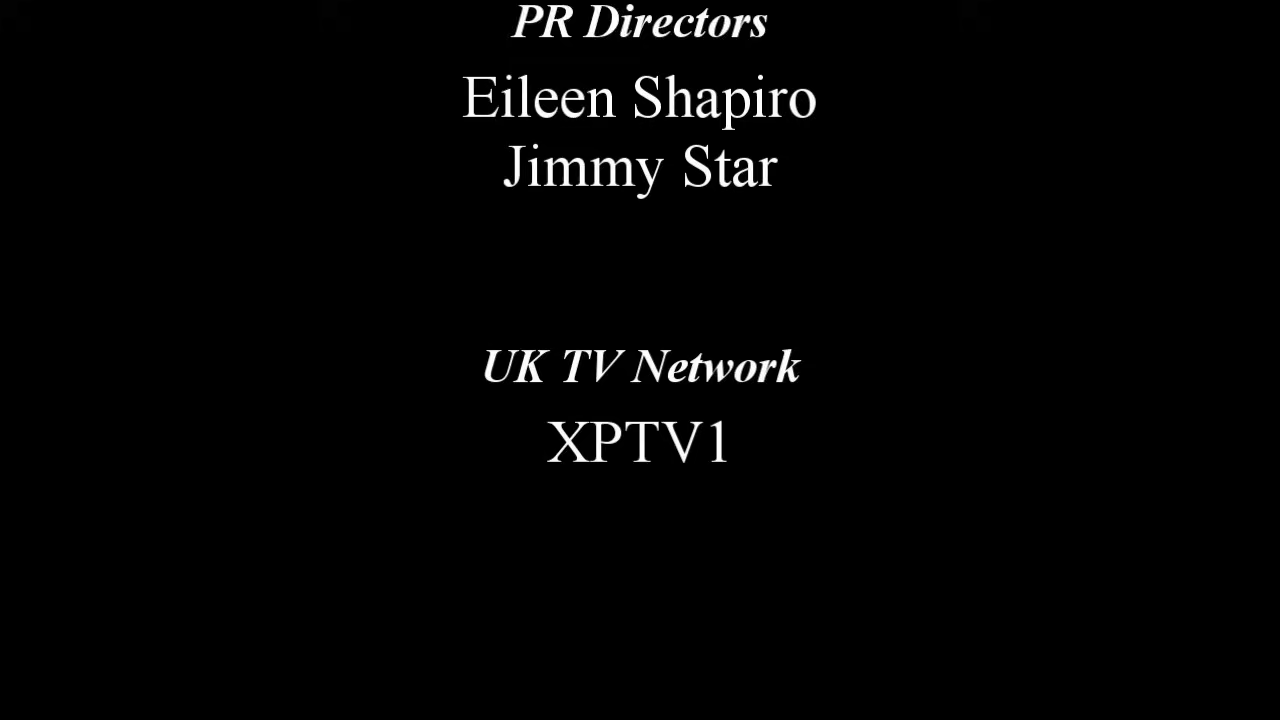 PR Directors
Eileen Shapiro
Jimmy Star
UK TV Network
XPTV1